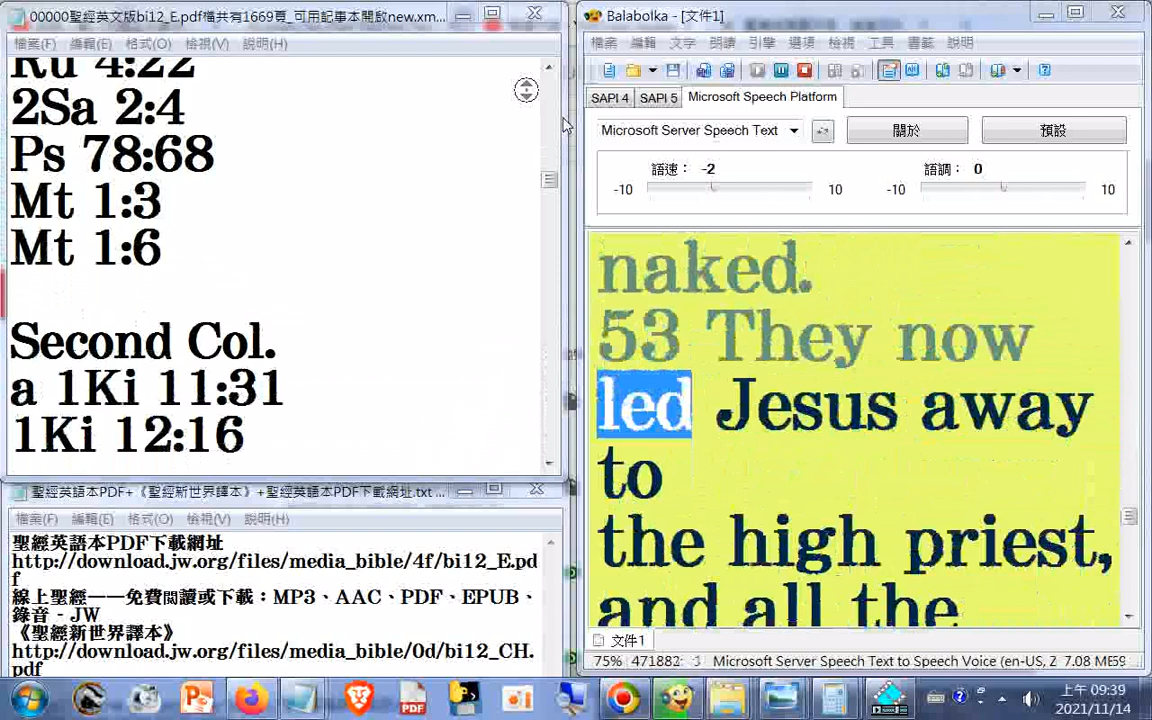 00000聖經英文版bi12_E.pdf檔共有1669頁_可用記事本開啟new.xm...
檔案(F) 編輯(E) 格式(O) 檢視(V) 說明(H)
Ru 4:22
2Sa 2:4
Ps 78:68
Mt 1:3
Mt 1:6
Second Col.
a 1Ki 11:31
1Ki 12:16
聖經英語本PDF+《聖經新世界譯本》+聖經英語本PDF下載網址.txt ...
檔案(F) 編輯(E) 格式(O) 檢視(V) 說明(H)
聖經英語本PDF下載網址
http://download.jw.org/files/media_bible/4f/bi12_E.pd
f
線上聖經——免費閱讀或下載：MP3、AAC、PDF、EPUB、
錄音 - JW
《聖經新世界譯本》
http://download.jw.org/files/media_bible/0d/bi12_CH.
pdf
Balabolka - [文件1]
檔案 編輯 文字 朗讀 引擎 選項 檢視 工具 書籤 說明
SAPI 4 SAPI 5 Microsoft Speech Platform
Microsoft Server Speech Text 關於 預設
語速： -2 語調： 0
-10 10 -10 10
naked.
53 They now
led Jesus away
to
the high priest,
and all the
文件1
75% 471882: Microsoft Server Speech Text to Speech Voice (en-US, Z 7.08 ME59
上午 09:39
2021/11/14